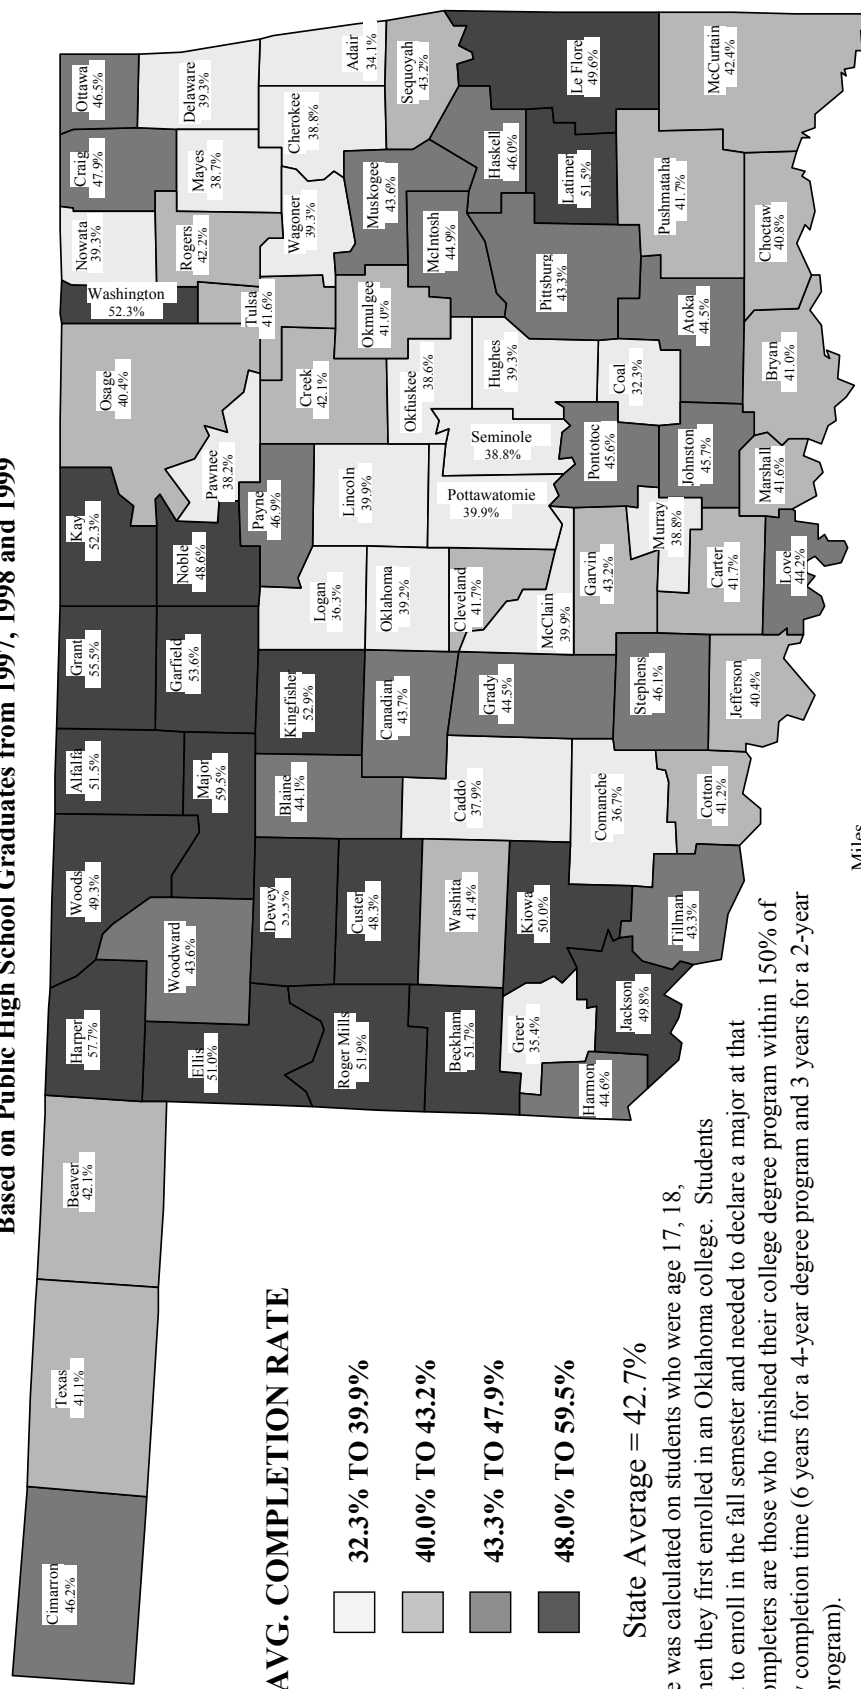 Based on Public High School Graduates from 1997, 1998 and 1999
Cimarron
46.2%
Texas
41.1%
Beaver
42.1%
Harper
57.7%
Woods
49.3%
Alfalfa
51.5%
Grant
55.5%
Kay
52.3%
Osage
40.4%
Washington
52.3%
Nowata
39.3%
Craig
47.9%
Ottawa
46.5%
Ellis
51.0%
Woodward
43.6%
Major
59.5%
Garfield
53.6%
Noble
48.6%
Pawnee
38.2%
Tulsa
41.6%
Rogers
42.2%
Mayes
38.7%
Delaware
39.3%
Dewey
Blaine
44.1%
Kingfisher
52.9%
Logan
36.3%
Payne
46.9%
Creek
42.1%
Wagoner
39.3%
Cherokee
38.8%
Adair
34.1%
Roger Mills
51.9%
Custer
48.3%
Canadian
43.7%
Oklahoma
39.2%
Lincoln
39.9%
Okfuskee
38.6%
Okmulgee
41.0%
Muskogee
43.6%
Sequoyah
43.2%
Beckham
51.7%
Washita
41.4%
Caddo
37.9%
Grady
44.5%
Cleveland
41.7%
Pottawatomie
39.9%
Seminole
38.8%
Hughes
39.3%
McIntosh
44.9%
Haskell
46.0%
Le Flore
49.6%
Greer
35.4%
Kiowa
50.0%
McClain
39.9%
Pittsburg
43.3%
Latimer
51.5%
Harmon
44.6%
Jackson
49.8%
Comanche
36.7%
Stephens
46.1%
Garvin
43.2%
Pontotoc
45.6%
Coal
32.3%
Pushmataha
41.7%
McCurtain
42.4%
Tillman
43.3%
Cotton
41.2%
Jefferson
40.4%
Murray
38.8%
Carter
41.7%
Johnston
45.7%
Atoka
44.5%
Love
44.2%
Marshall
41.6%
Bryan
41.0%
Choctaw
40.8%
AVG. COMPLETION RATE
32.3% TO 39.9%
40.0% TO 43.2%
43.3% TO 47.9%
48.0% TO 59.5%
State Average = 42.7%
e was calculated on students who were age 17, 18,
hen they first enrolled in an Oklahoma college. Students
to enroll in the fall semester and needed to declare a major at that
ompleters are those who finished their college degree program within 150% of
y completion time (6 years for a 4-year degree program and 3 years for a 2-year
program).
Miles